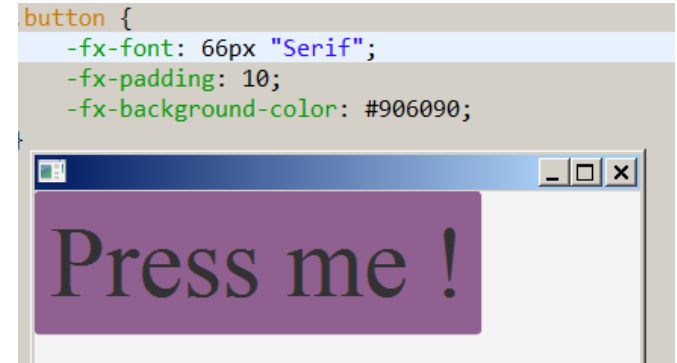 .button {
-fx-font: 66px "Serif";
-fx-padding: 10;
-fx-background-color: #906090;
}
Press me !